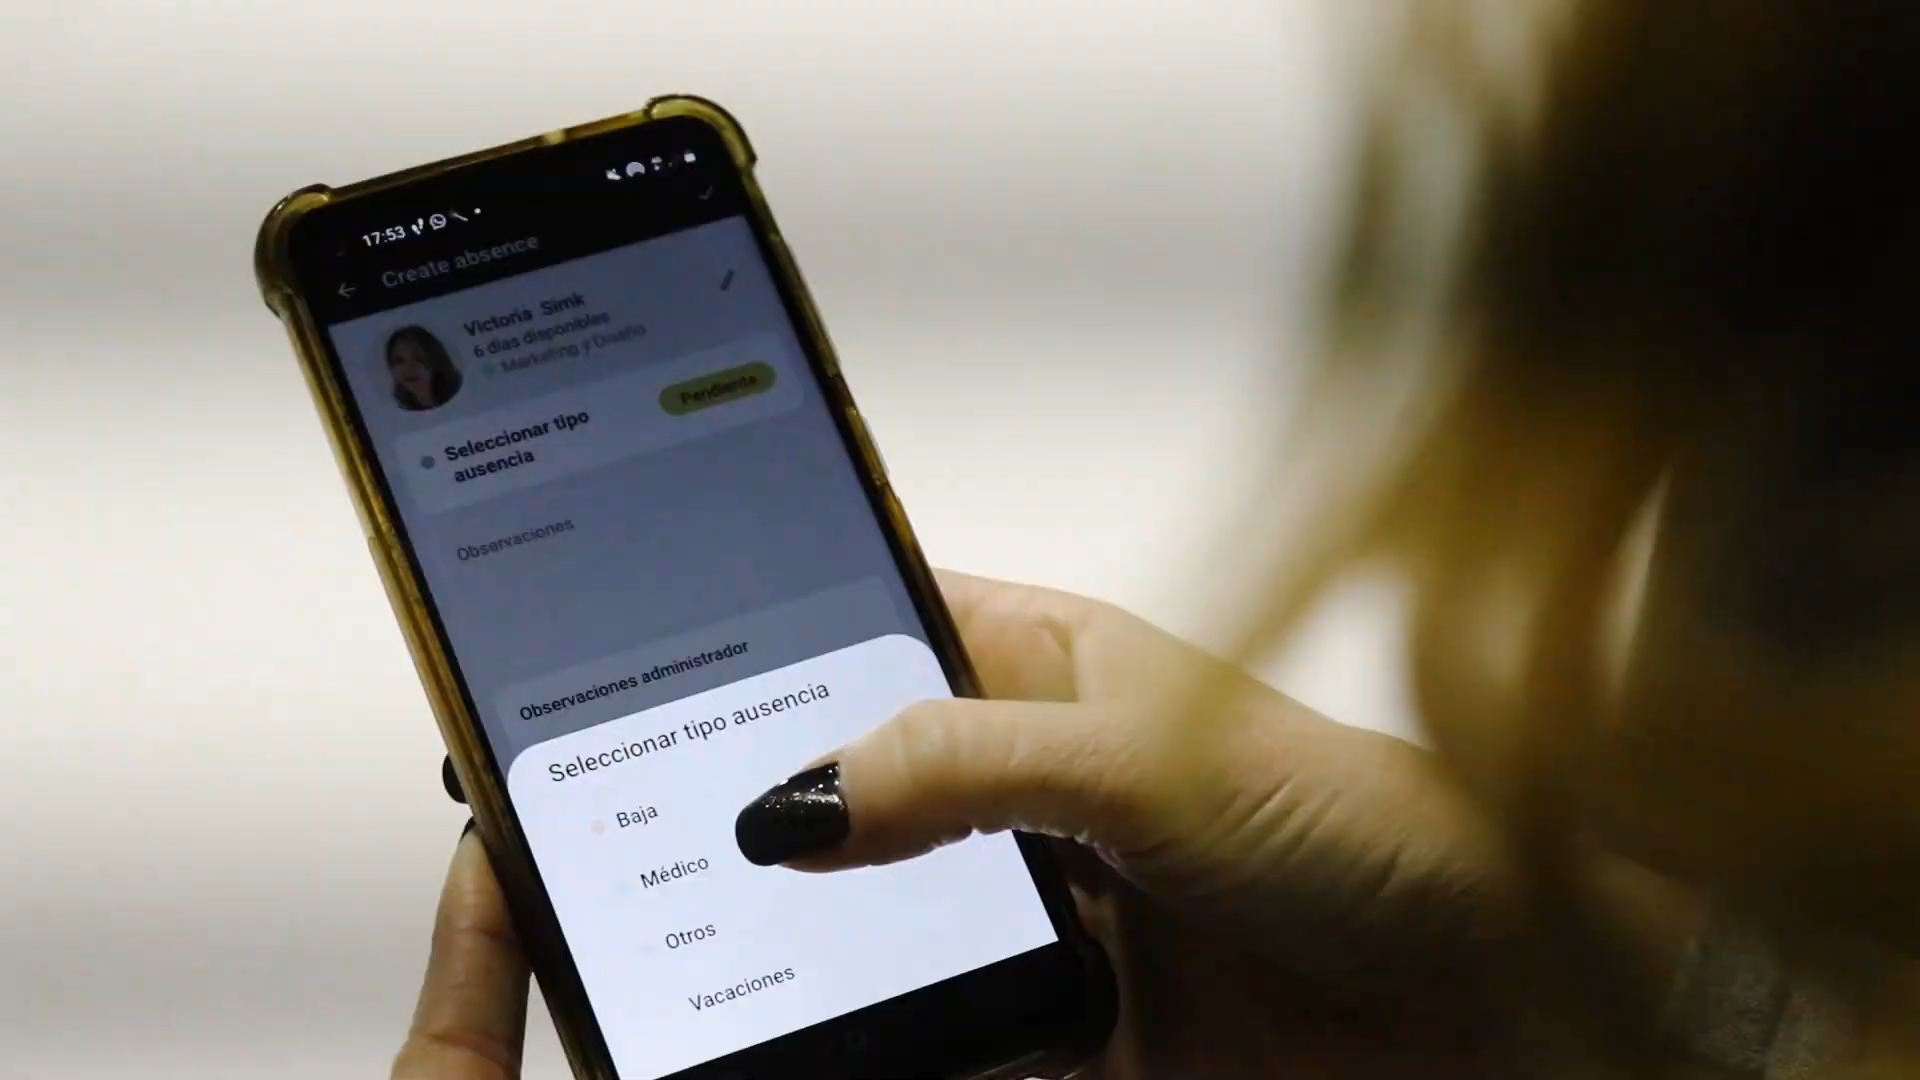 17:53
Create absence
Victoria Simk
6 días disponibles
Marketing y Diseño
Pendiente
Seleccionar tipo
ausencia
Observaciones
Observaciones administrador
Seleccionar tipo ausencia
Baja
Médico
Otros
Vacaciones